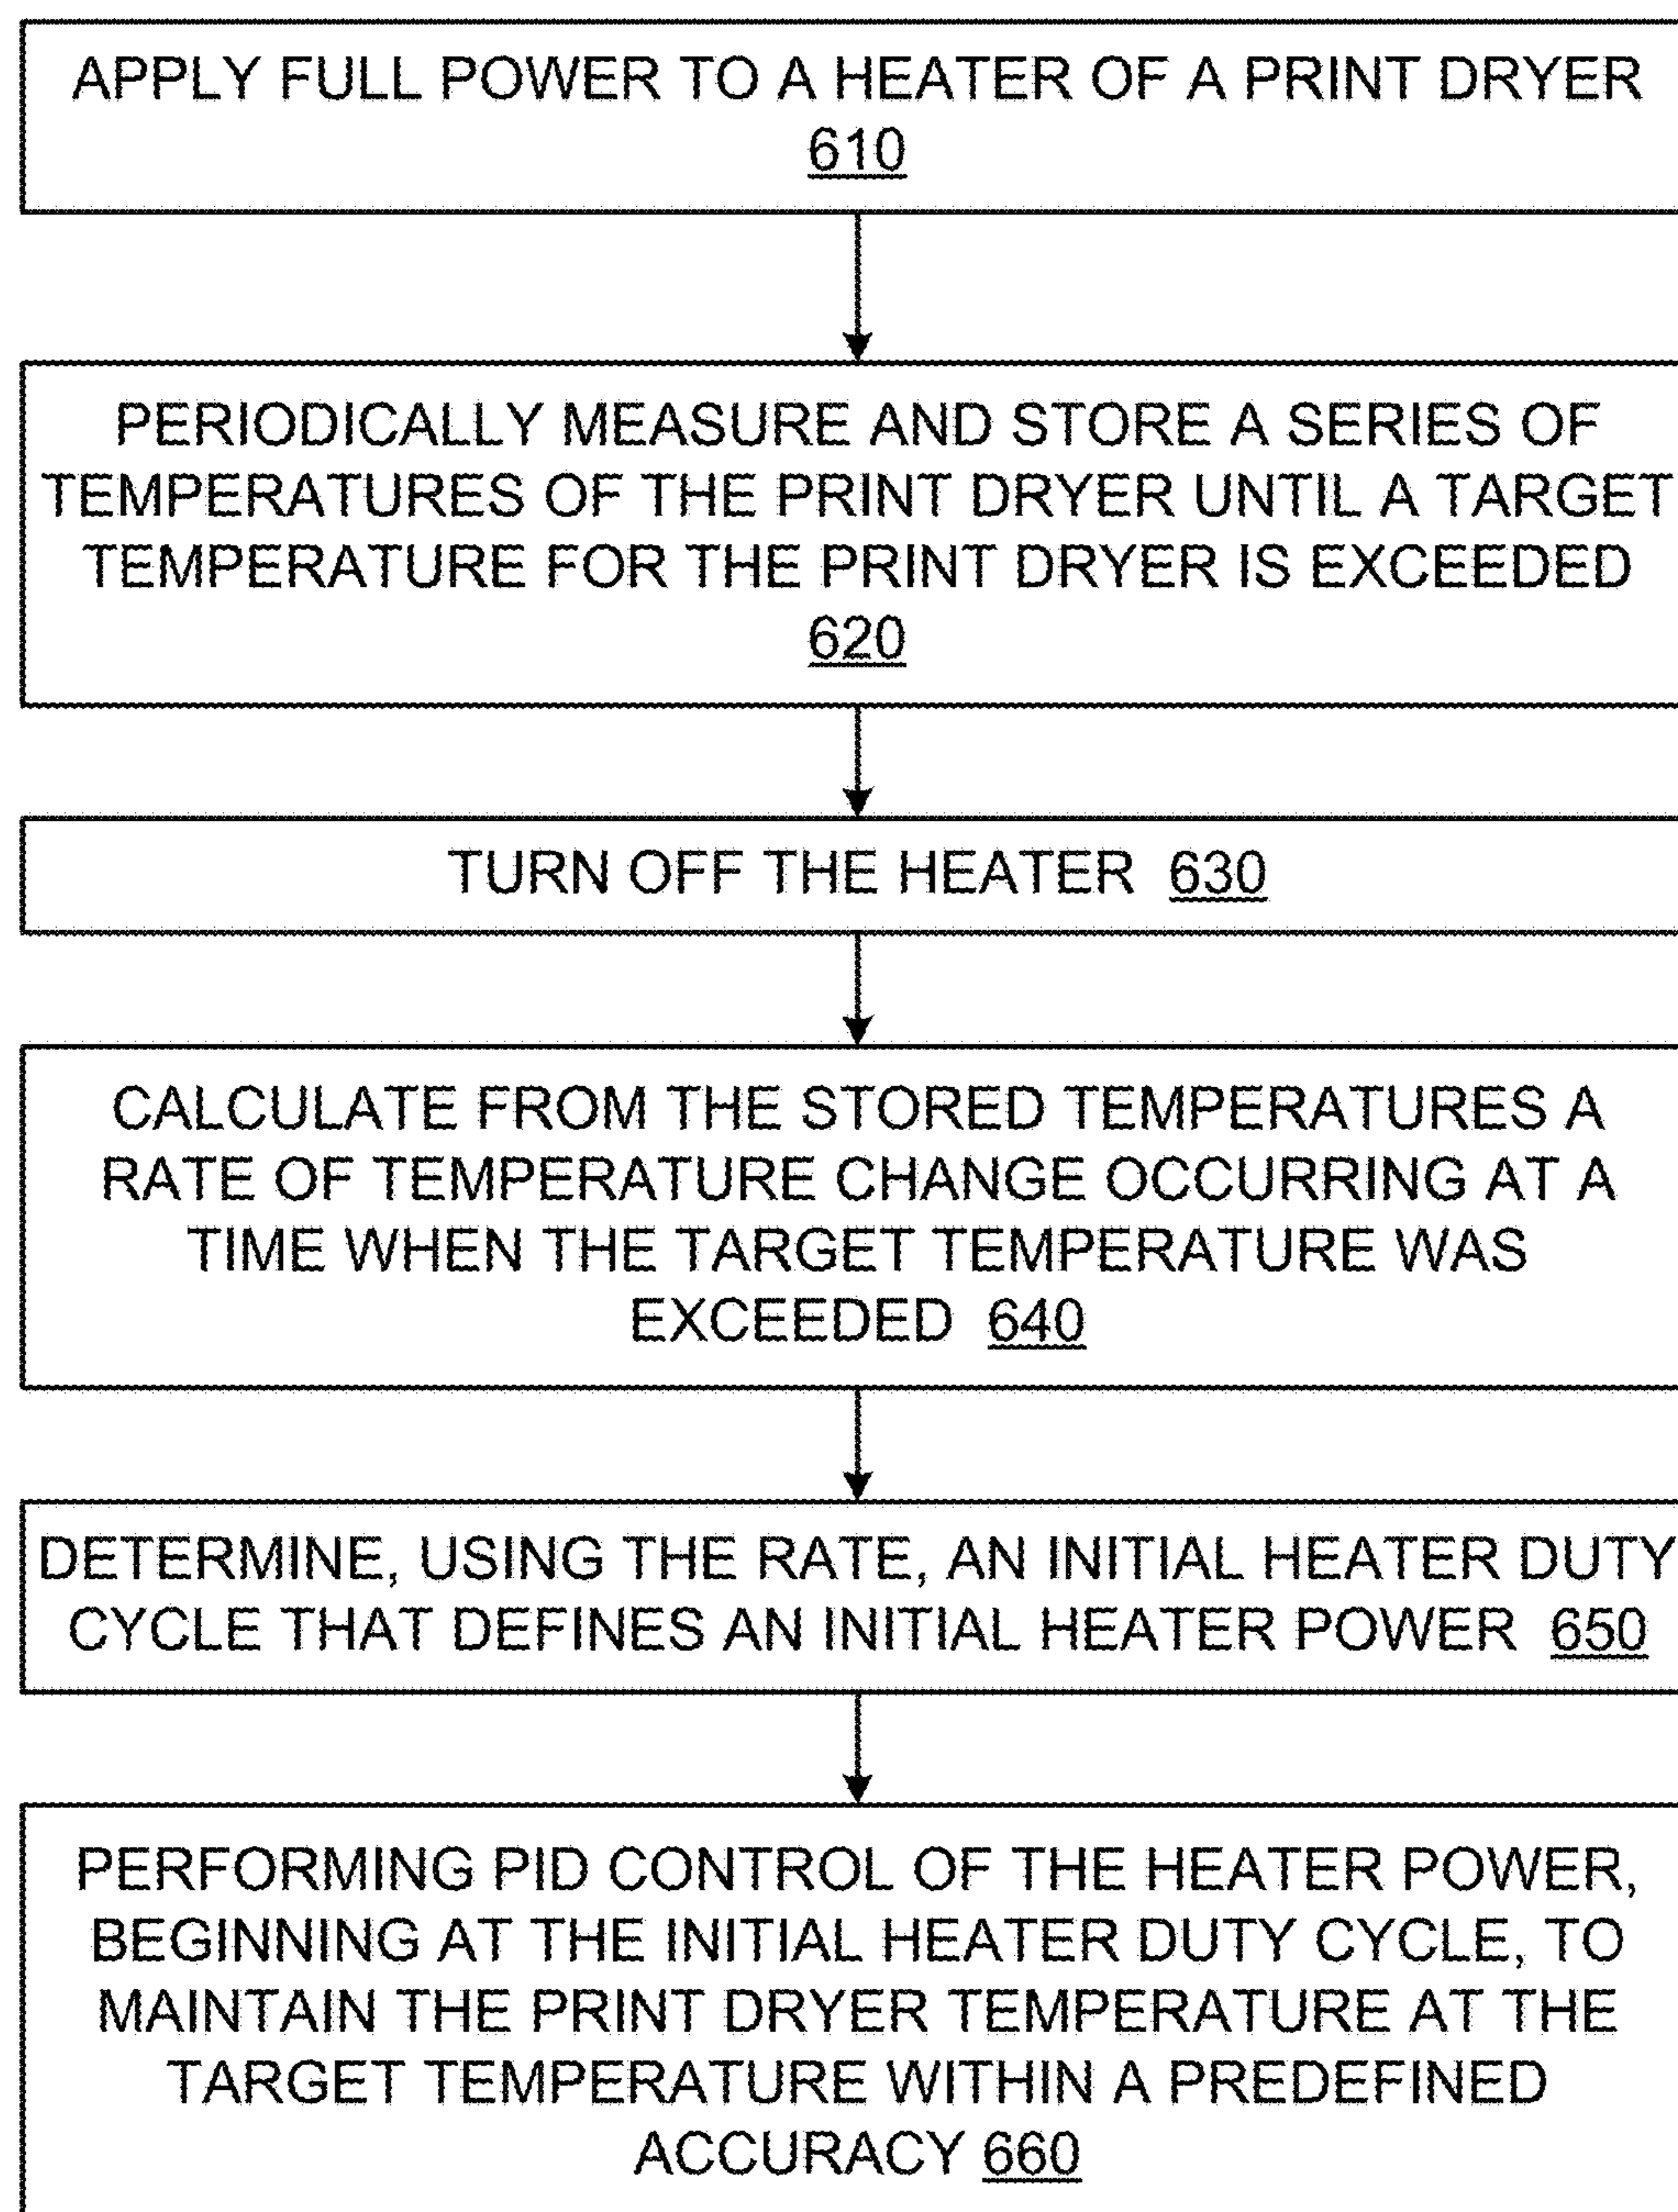 APPLY FULL POWER TO A HEATER OF A PRINT DRYER
610
PERIODICALLY MEASURE AND STORE A SERIES OF
TEMPERATURES OF THE PRINT DRYER UNTIL A TARGET
TEMPERATURE FOR THE PRINT DRYER IS EXCEEDED
620
TURN OFF THE HEATER 630
CALCULATE FROM THE STORED TEMPERATURES A
RATE OF TEMPERATURE CHANGE OCCURRING AT A
TIME WHEN THE TARGET TEMPERATURE WAS
EXCEEDED 640
DETERMINE, USING THE RATE, AN INITIAL HEATER DUTY
CYCLE THAT DEFINES AN INITIAL HEATER POWER 650
PERFORMING PID CONTROL OF THE HEATER POWER,
BEGINNING AT THE INITIAL HEATER DUTY CYCLE, TO
MAINTAIN THE PRINT DRYER TEMPERATURE AT THE
TARGET TEMPERATURE WITHIN A PREDEFINED
ACCURACY 660